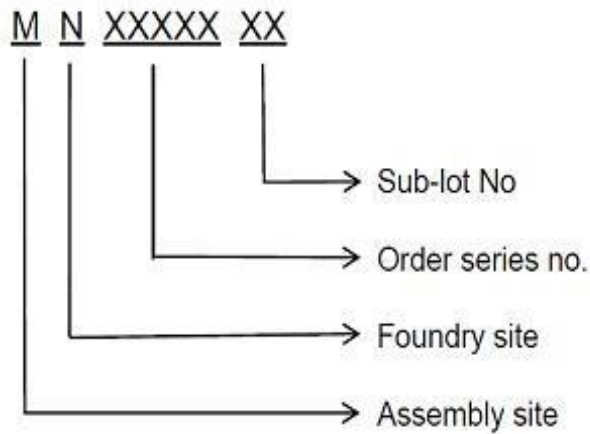 M N XXXXX XX
Sub-lot No
Order series no.
Foundry site
Assembly site